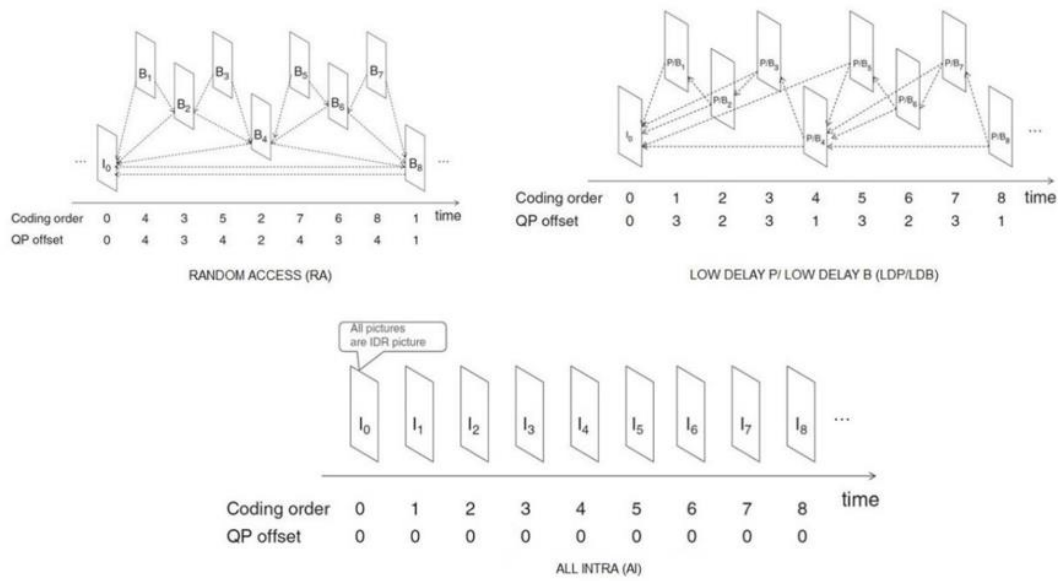 B1 B3 B5 B7
B2 B6
B4
... I0 B8 ...
time
Coding order 0 4 3 5 2 7 6 8 1
QP offset 0 4 3 4 2 4 3 4 1
RANDOM ACCESS (RA)
P/B1 P/B3 P/B5 P/B7
P/B2 P/B6
I0 P/B4 P/B8 ...
Coding order 0 1 2 3 4 5 6 7 8 time
QP offset 0 3 2 3 1 3 2 3 1
LOW DELAY P/ LOW DELAY B (LDP/LDB)
All pictures
are IDR picture
I0 I1 I2 I3 I4 I5 I6 I7 I8 ...
time
Coding order 0 1 2 3 4 5 6 7 8
QP offset 0 0 0 0 0 0 0 0 0
ALL INTRA (AI)